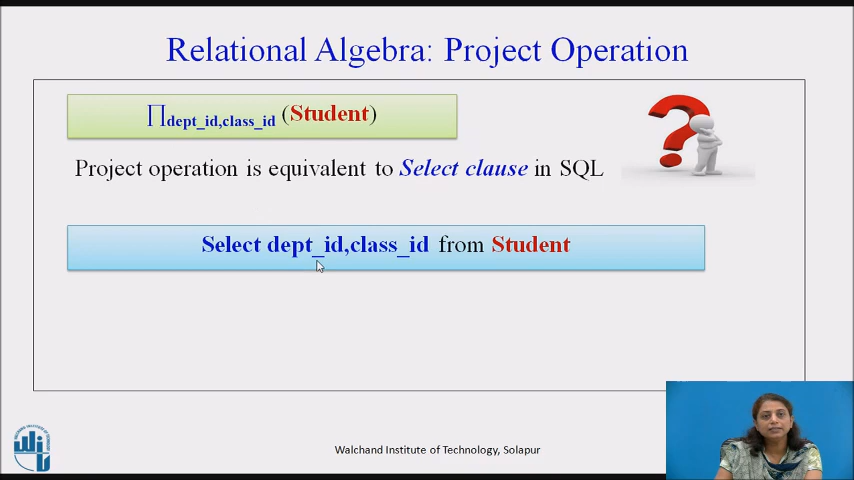 Relational Algebra: Project Operation
∏dept_id,class_id (Student)
Project operation is equivalent to Select clause in SQL
Select dept_id,class_id from Student
Walchand Institute of Technology, Solapur